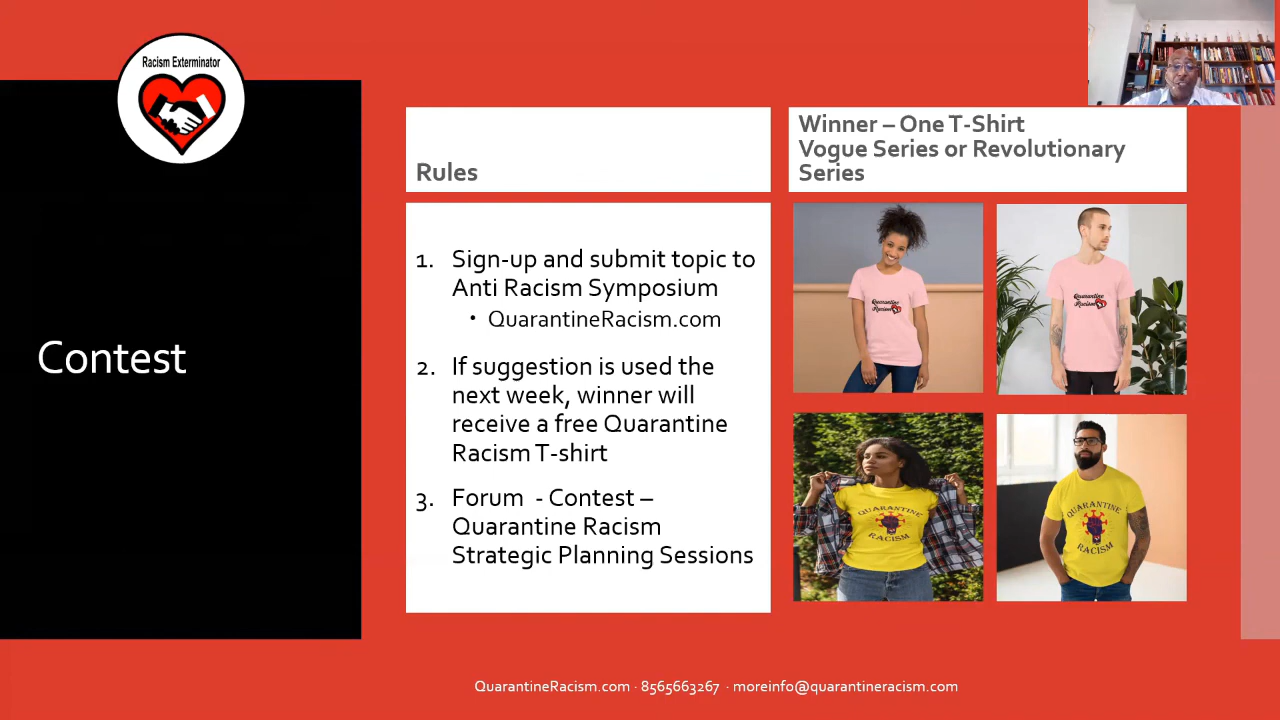 Racism Exterminator
Contest
Rules
1. Sign-up and submit topic to
Anti Racism Symposium
• QuarantineRacism.com
2. If suggestion is used the
next week, winner will
receive a free Quarantine
Racism T-shirt
3. Forum - Contest –
Quarantine Racism
Strategic Planning Sessions
Winner – One T-Shirt
Vogue Series or Revolutionary
Series
Quarantine
Racism
Quarantine
Racism
QUARANTINE
RACISM
QUARANTINE
RACISM
QuarantineRacism.com · 8565663267 · moreinfo@quarantineracism.com